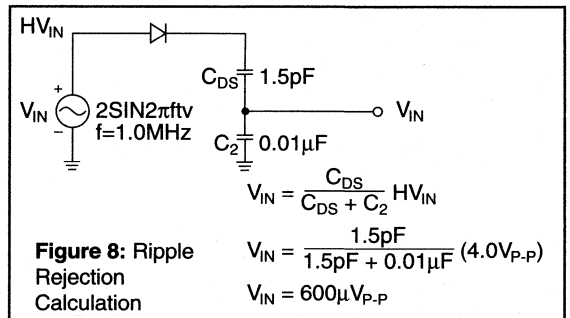 HVIN
CDS 1.5pF
+
VIN 2SIN2πftv VIN
–
f=1.0MHz
C2 0.01µF
VIN = CDS / CDS + C2 HVIN
VIN = 1.5pF / 1.5pF + 0.01µF (4.0VP-P)
VIN = 600µVP-P
Figure 8: Ripple
Rejection
Calculation